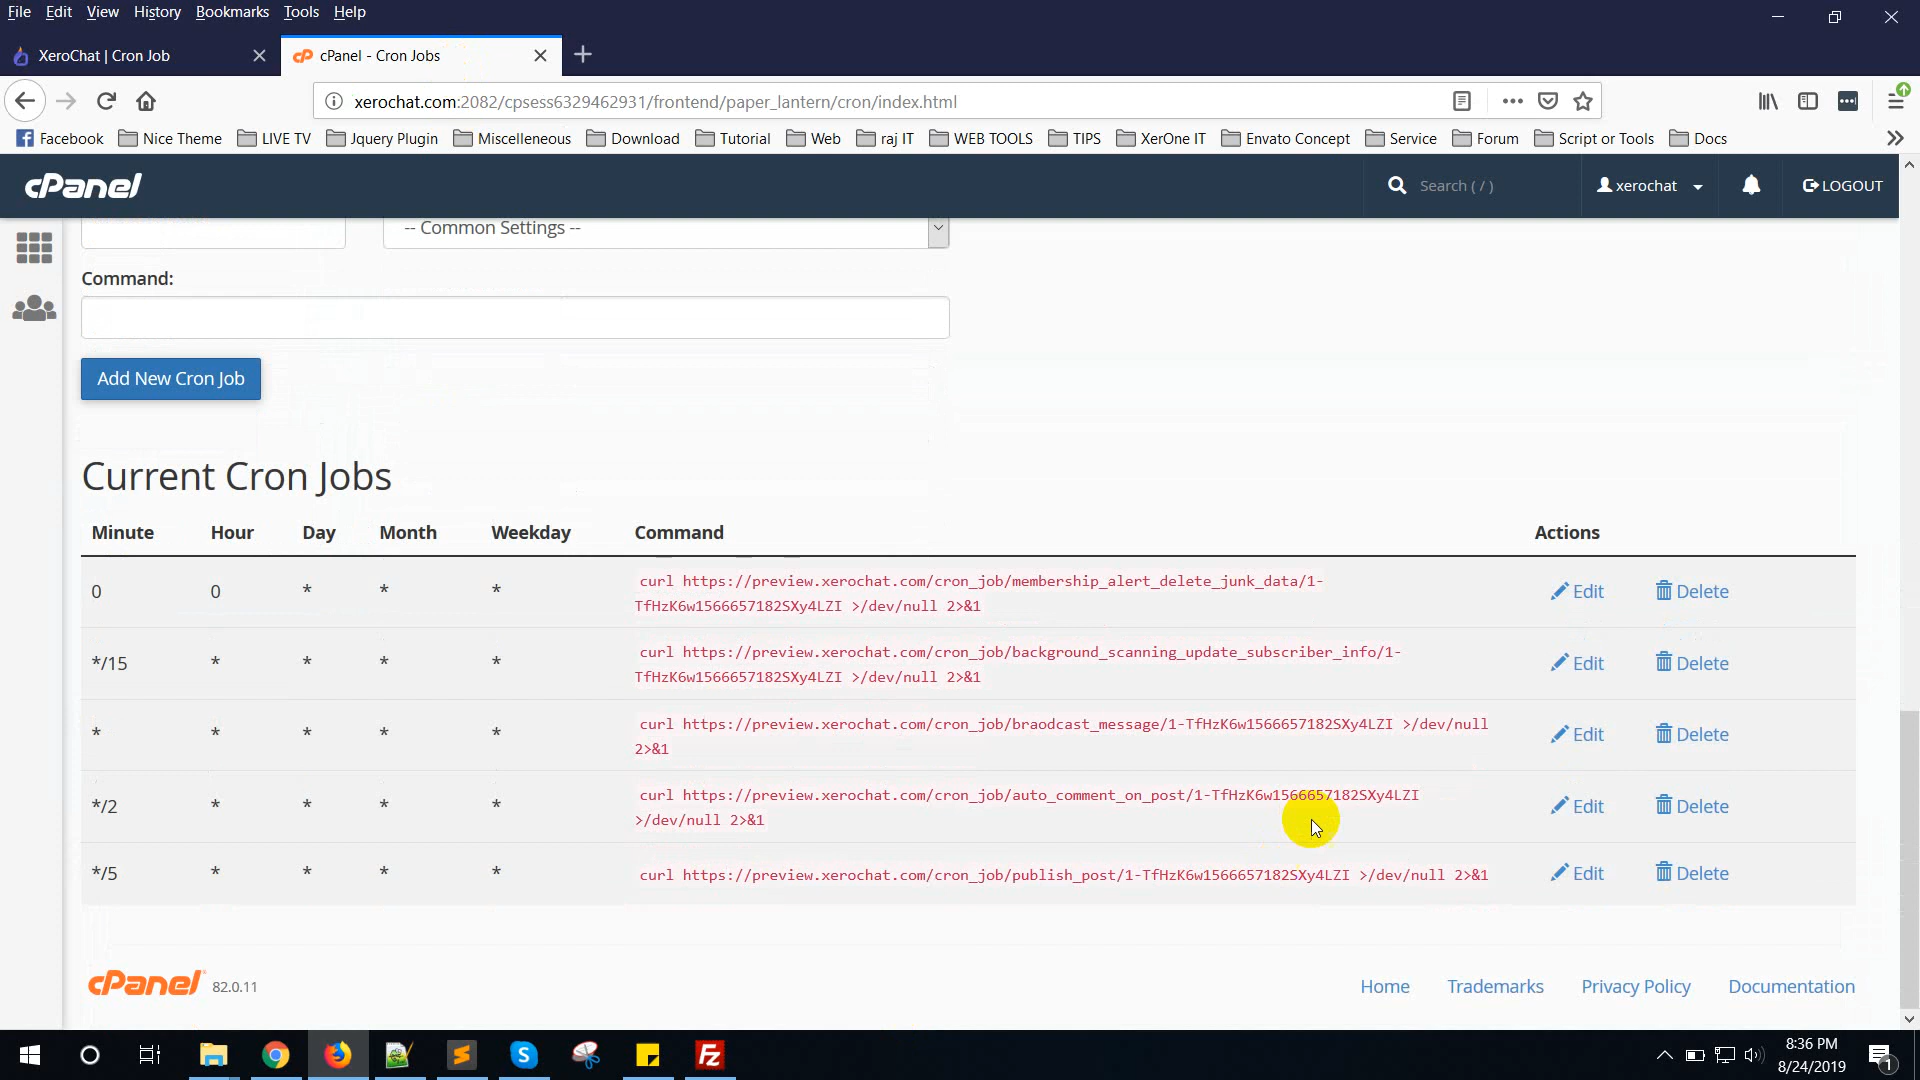 File Edit View History Bookmarks Tools Help
XeroChat | Cron Job
cPanel - Cron Jobs
xerochat.com:2082/cpsess6329462931/frontend/paper_lantern/cron/index.html
Facebook Nice Theme LIVE TV Jquery Plugin Miscelleneous Download Tutorial Web raj IT WEB TOOLS TIPS XerOne IT Envato Concept Service Forum Script or Tools Docs
cPanel Search ( / ) xerochat LOGOUT
-- Common Settings --
Command:
Add New Cron Job
Current Cron Jobs
Minute Hour Day Month Weekday Command Actions
0 0 * * * curl https://preview.xerochat.com/cron_job/membership_alert_delete_junk_data/1- Edit Delete
TfHzK6w1566657182SXy4LZI >/dev/null 2>&1
*/15 * * * * curl https://preview.xerochat.com/cron_job/background_scanning_update_subscriber_info/1- Edit Delete
TfHzK6w1566657182SXy4LZI >/dev/null 2>&1
* * * * * curl https://preview.xerochat.com/cron_job/braodcast_message/1-TfHzK6w1566657182SXy4LZI >/dev/null Edit Delete
2>&1
*/2 * * * * curl https://preview.xerochat.com/cron_job/auto_comment_on_post/1-TfHzK6w1566657182SXy4LZI Edit Delete
>/dev/null 2>&1
*/5 * * * * curl https://preview.xerochat.com/cron_job/publish_post/1-TfHzK6w1566657182SXy4LZI >/dev/null 2>&1 Edit Delete
cPanel 82.0.11 Home Trademarks Privacy Policy Documentation
8:36 PM
8/24/2019
1